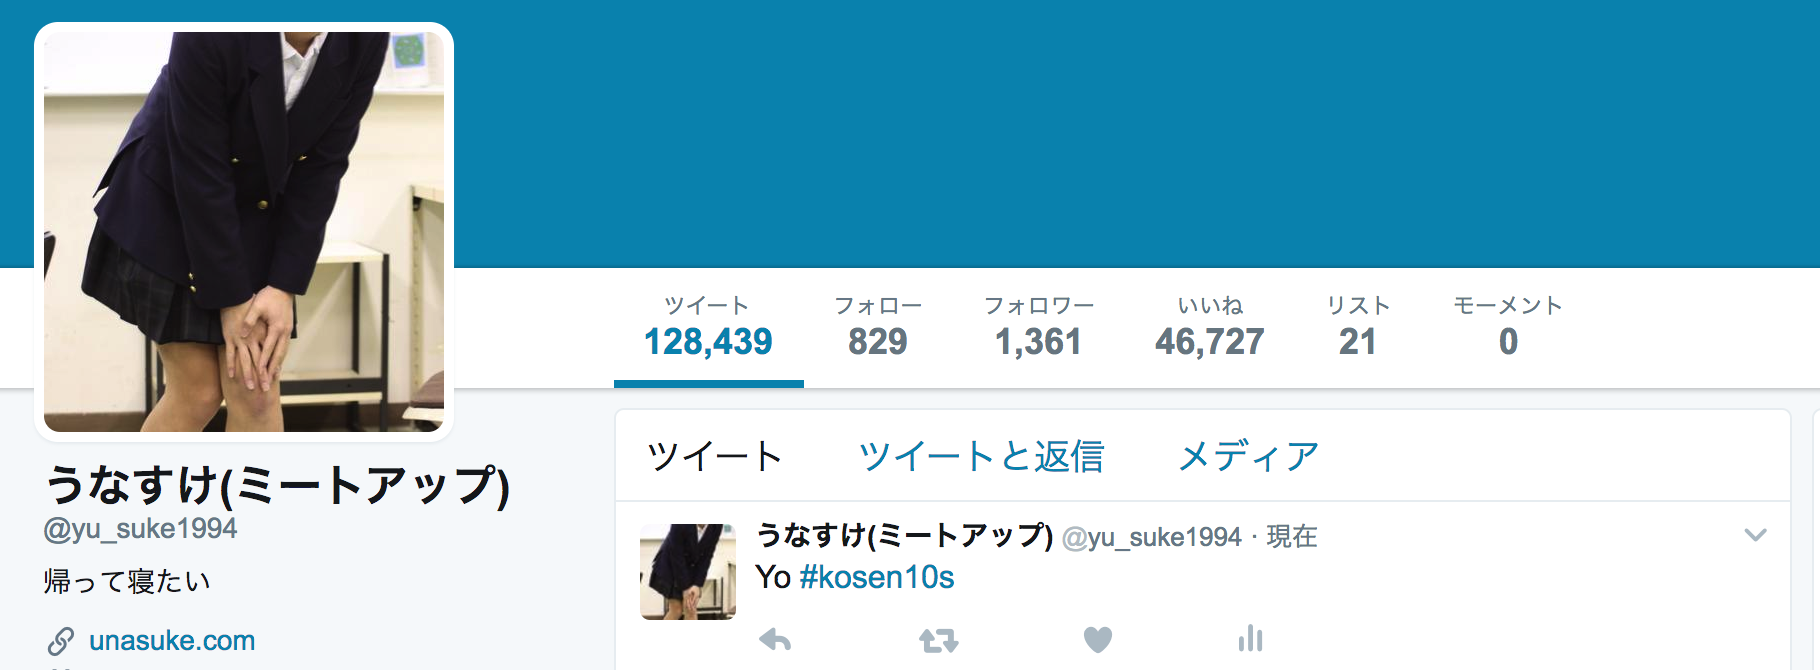 ツイート
128,439
フォロー
829
フォロワー
1,361
いいね
46,727
リスト
21
モーメント
0
うなすけ(ミートアップ)
@yu_suke1994
帰って寝たい
unasuke.com
ツイート ツイートと返信 メディア
うなすけ(ミートアップ) @yu_suke1994 · 現在
Yo #kosen10s